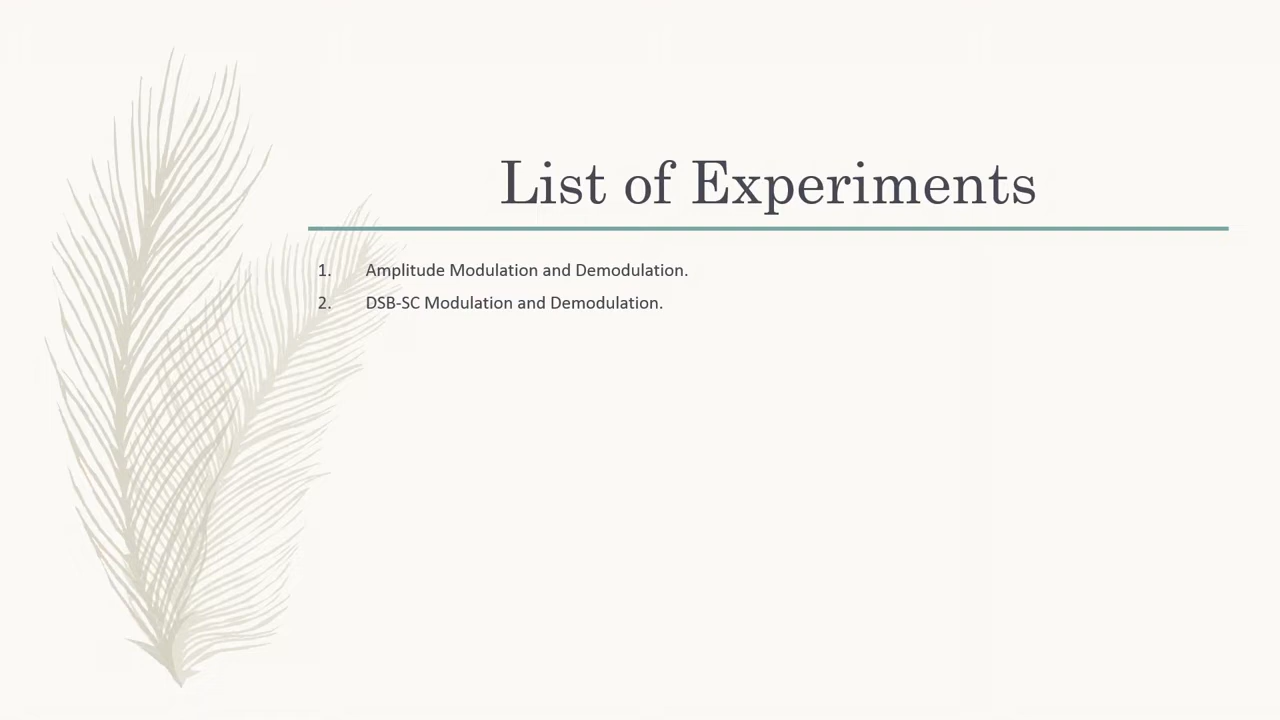 List of Experiments
1. Amplitude Modulation and Demodulation.
2. DSB-SC Modulation and Demodulation.